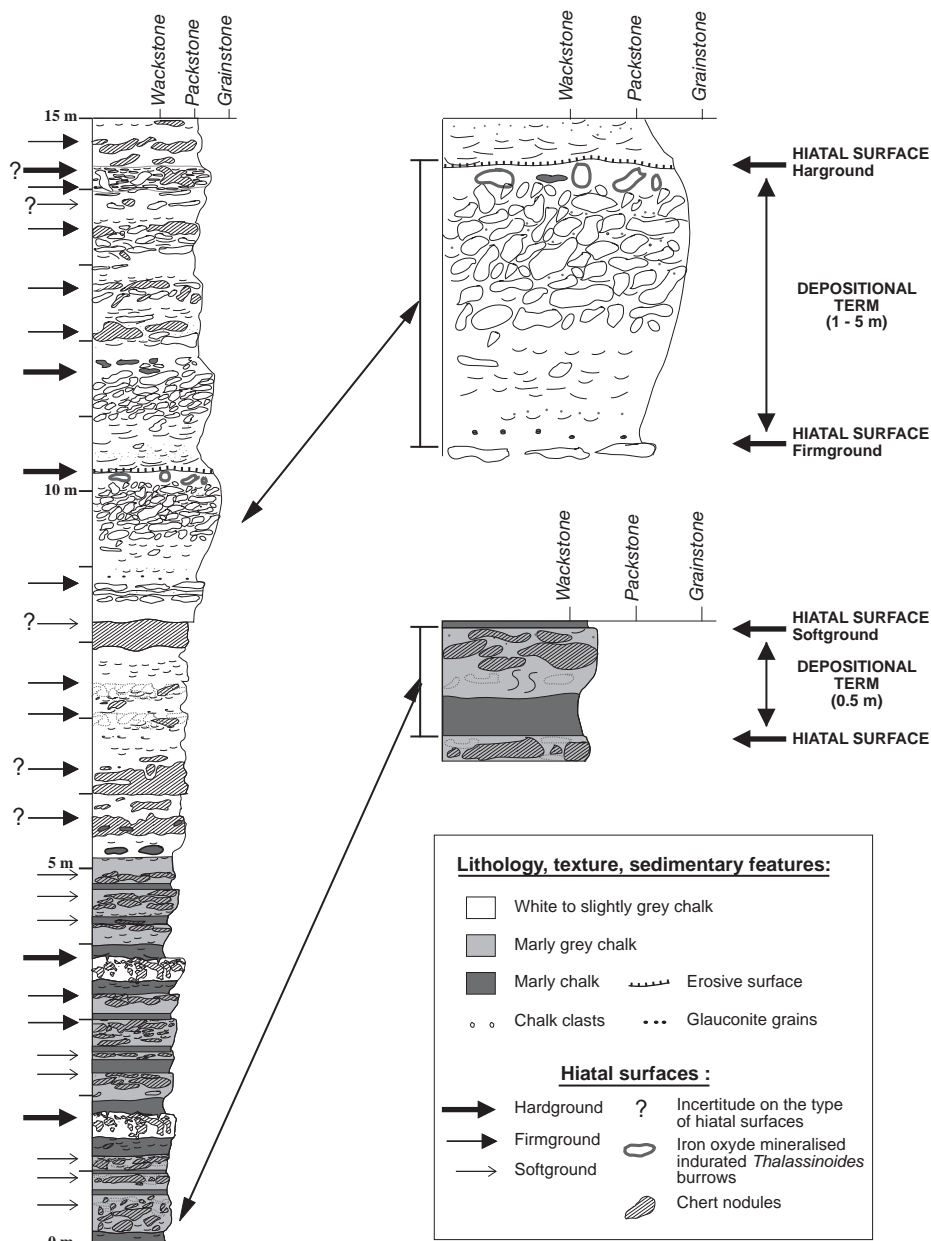 Wackstone
Packstone
Grainstone
15 m
?
?
10 m
?
?
?
5 m
0 m
Wackstone
Packstone
Grainstone
HIATAL SURFACE
Harground
DEPOSITIONAL
TERM
(1 - 5 m)
HIATAL SURFACE
Firmground
Wackstone
Packstone
Grainstone
HIATAL SURFACE
Softground
DEPOSITIONAL
TERM
(0.5 m)
HIATAL SURFACE
Lithology, texture, sedimentary features:
White to slightly grey chalk
Marly grey chalk
Marly chalk
Erosive surface
Chalk clasts
Glauconite grains
Hiatal surfaces :
Hardground
? Incertitude on the type
of hiatal surfaces
Firmground
Iron oxyde mineralised
indurated Thalassinoides
burrows
Softground
Chert nodules